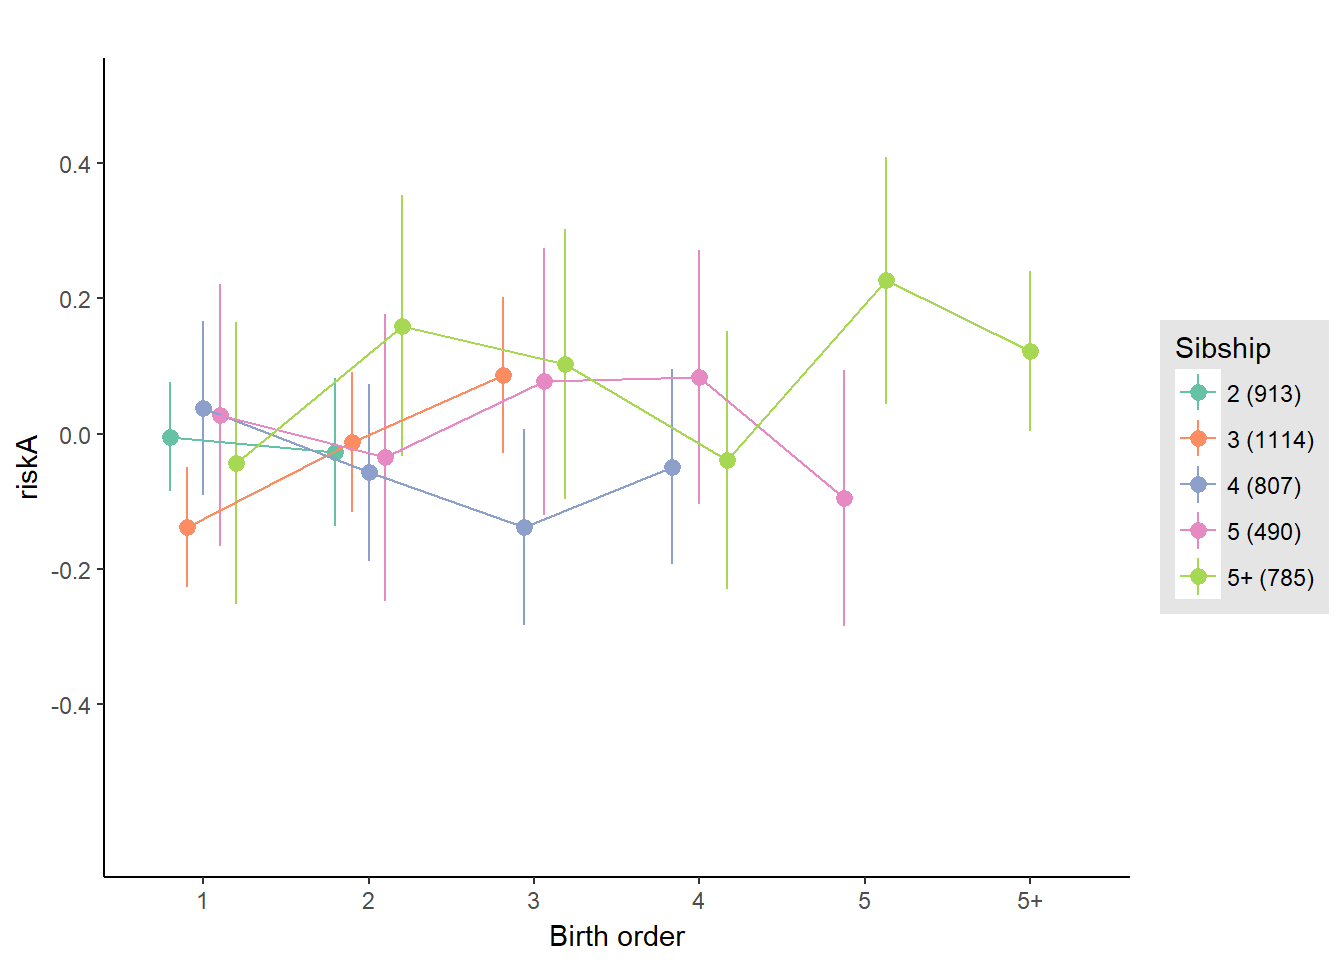 0.4
0.2
0.0
-0.2
-0.4
riskA
1 2 3 4 5 5+
Birth order
Sibship
2 (913)
3 (1114)
4 (807)
5 (490)
5+ (785)